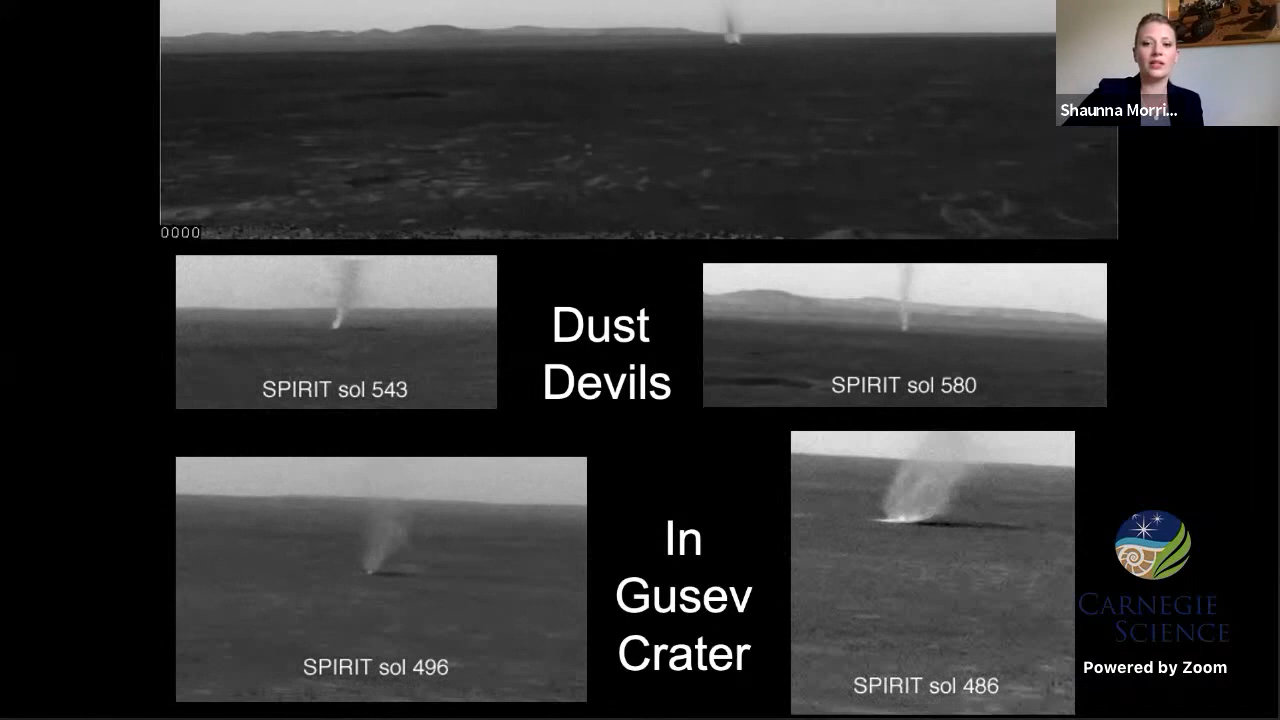 Shaunna Morri...
0000
SPIRIT sol 543
Dust
Devils
SPIRIT sol 580
SPIRIT sol 496
In
Gusev
Crater
SPIRIT sol 486
CARNEGIE
SCIENCE
Powered by Zoom